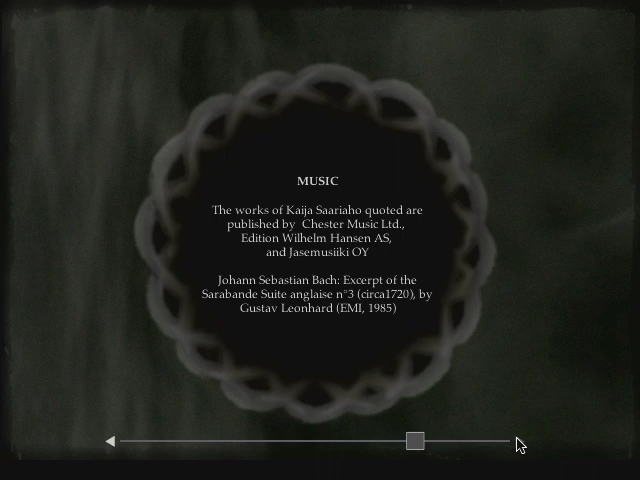 MUSIC
The works of Kaija Saariaho quoted are
published by Chester Music Ltd.,
Edition Wilhelm Hansen AS,
and Jasemusiiki OY
Johann Sebastian Bach: Excerpt of the
Sarabande Suite anglaise n°3 (circa1720), by
Gustav Leonhard (EMI, 1985)